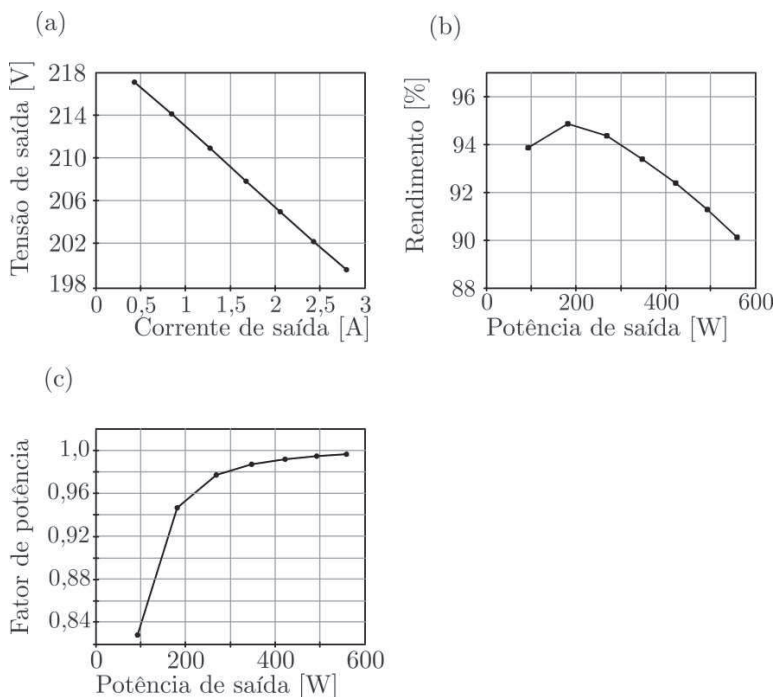 (a)
Tensão de saída [V]
218
214
210
206
202
198
0 0,5 1 1,5 2 2,5 3
Corrente de saída [A]
(b)
Rendimento [%]
96
94
92
90
88
0 200 400 600
Potência de saída [W]
(c)
Fator de potência
1,0
0,96
0,92
0,88
0,84
0 200 400 600
Potência de saída [W]